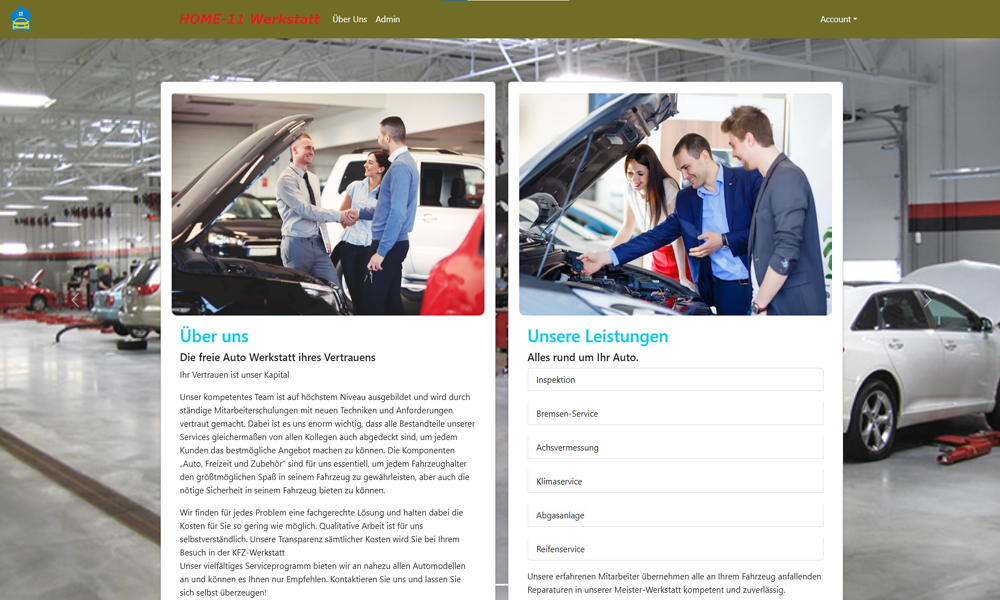 11
HOME-11 Werkstatt
Über Uns
Admin
Account
Über uns
Die freie Auto Werkstatt ihres Vertrauens
Ihr Vertrauen ist unser Kapital
Unser kompetentes Team ist auf höchstem Niveau ausgebildet und wird durch
ständige Mitarbeiterschulungen mit neuen Techniken und Anforderungen
vertraut gemacht. Dabei ist es uns enorm wichtig, dass alle Bestandteile unserer
Services gleichermaßen von allen Kollegen auch abgedeckt sind, um jedem
Kunden das bestmögliche Angebot machen zu können. Die Komponenten
„Auto, Freizeit und Zubehör“ sind für uns essentiell, um jedem Fahrzeughalter
den größtmöglichen Spaß in seinem Fahrzeug zu gewährleisten, aber auch die
nötige Sicherheit in seinem Fahrzeug bieten zu können.
Wir finden für jedes Problem eine fachgerechte Lösung und halten dabei die
Kosten für Sie so gering wie möglich. Qualitative Arbeit ist für uns
selbstverständlich. Unsere Transparenz sämtlicher Kosten wird Sie bei Ihrem
Besuch in der KFZ-Werkstatt
Unser vielfältiges Serviceprogramm bieten wir an nahezu allen Automodellen
an und können es Ihnen nur Empfehlen. Kontaktieren Sie uns und lassen Sie
sich selbst überzeugen!
Unsere Leistungen
Alles rund um Ihr Auto.
Inspektion
Bremsen-Service
Achsvermessung
Klimaservice
Abgasanlage
Reifenservice
Unsere erfahrenen Mitarbeiter übernehmen alle an Ihrem Fahrzeug anfallenden
Reparaturen in unserer Meister-Werkstatt kompetent und zuverlässig.